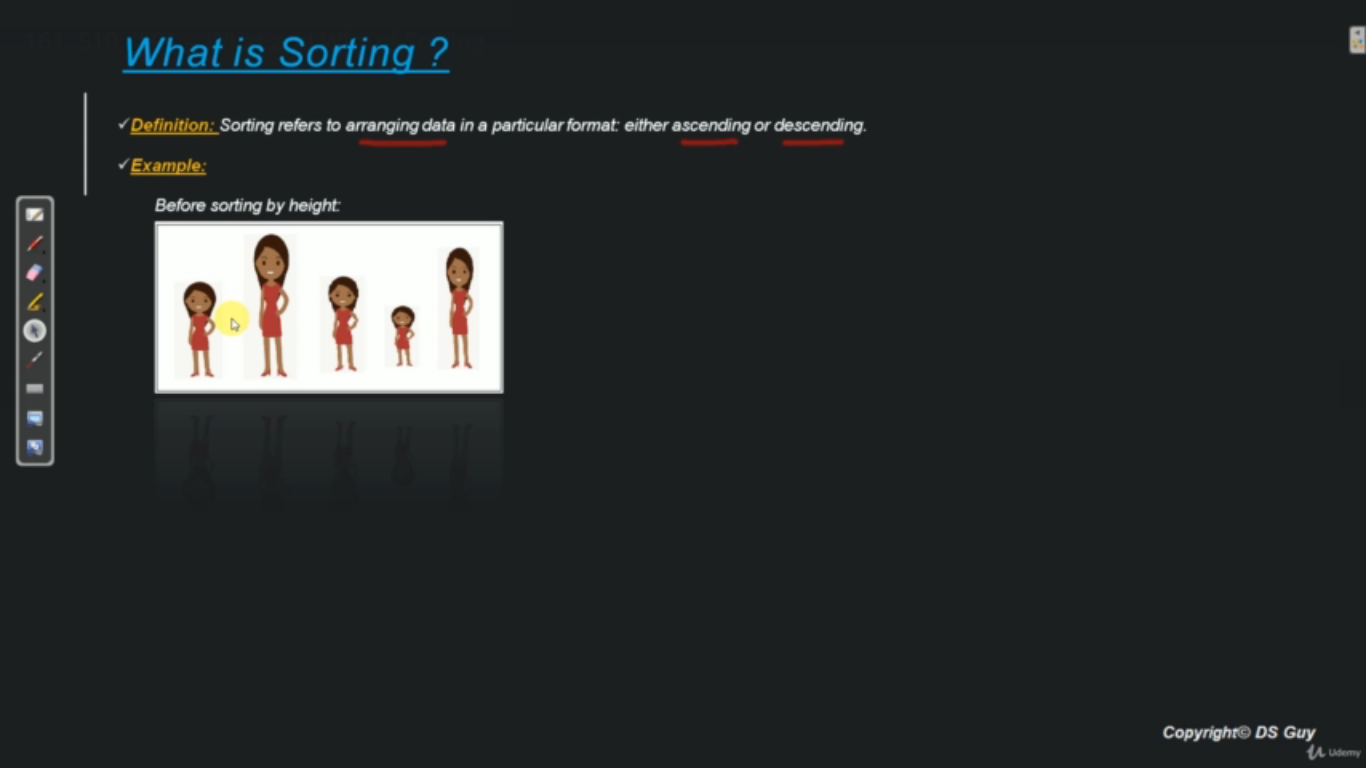 What is Sorting ?
✓Definition: Sorting refers to arranging data in a particular format: either ascending or descending.
✓Example:
Before sorting by height:
Copyright© DS Guy
Udemy